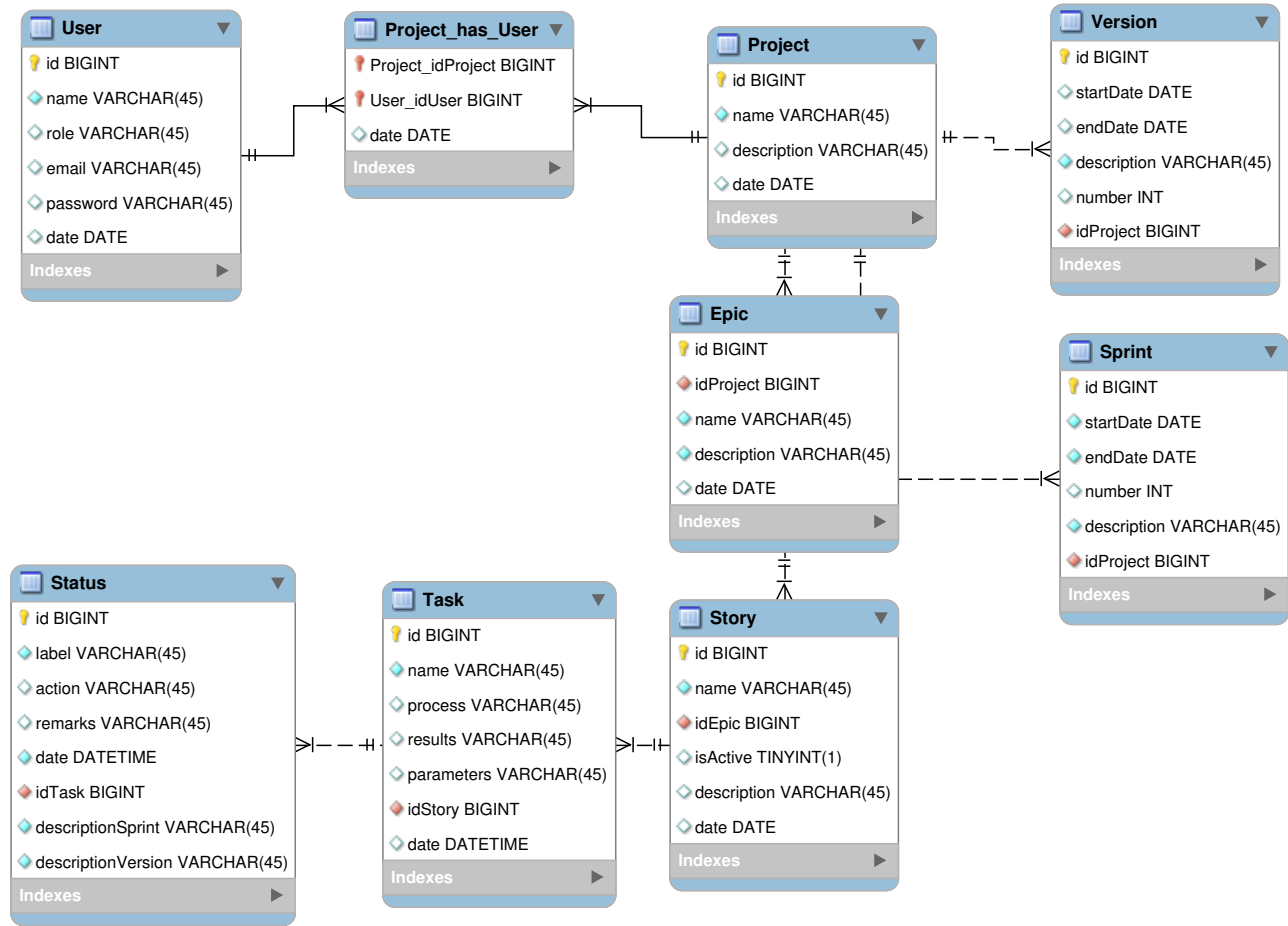 User
id BIGINT
name VARCHAR(45)
role VARCHAR(45)
email VARCHAR(45)
password VARCHAR(45)
date DATE
Indexes
Project_has_User
Project_idProject BIGINT
User_idUser BIGINT
date DATE
Indexes
Project
id BIGINT
name VARCHAR(45)
description VARCHAR(45)
date DATE
Indexes
Version
id BIGINT
startDate DATE
endDate DATE
description VARCHAR(45)
number INT
idProject BIGINT
Indexes
Epic
id BIGINT
idProject BIGINT
name VARCHAR(45)
description VARCHAR(45)
date DATE
Indexes
Sprint
id BIGINT
startDate DATE
endDate DATE
number INT
description VARCHAR(45)
idProject BIGINT
Indexes
Status
id BIGINT
label VARCHAR(45)
action VARCHAR(45)
remarks VARCHAR(45)
date DATETIME
idTask BIGINT
descriptionSprint VARCHAR(45)
descriptionVersion VARCHAR(45)
Indexes
Task
id BIGINT
name VARCHAR(45)
process VARCHAR(45)
results VARCHAR(45)
parameters VARCHAR(45)
idStory BIGINT
date DATETIME
Indexes
Story
id BIGINT
name VARCHAR(45)
idEpic BIGINT
isActive TINYINT(1)
description VARCHAR(45)
date DATE
Indexes